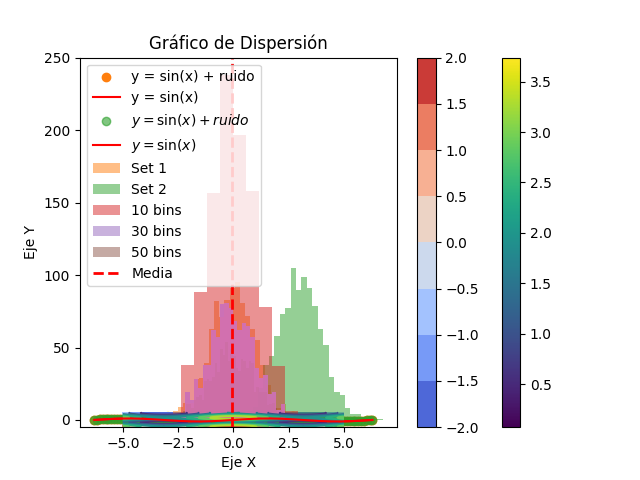 Gráfico de Dispersión
Eje Y
250
200
150
100
50
0
y = sin(x) + ruido
y = sin(x)
y = sin(x) + ruido
y = sin(x)
Set 1
Set 2
10 bins
30 bins
50 bins
Media
−5.0 −2.5 0.0 2.5 5.0
Eje X
2.0
1.5
1.0
0.5
0.0
−0.5
−1.0
−1.5
−2.0
3.5
3.0
2.5
2.0
1.5
1.0
0.5